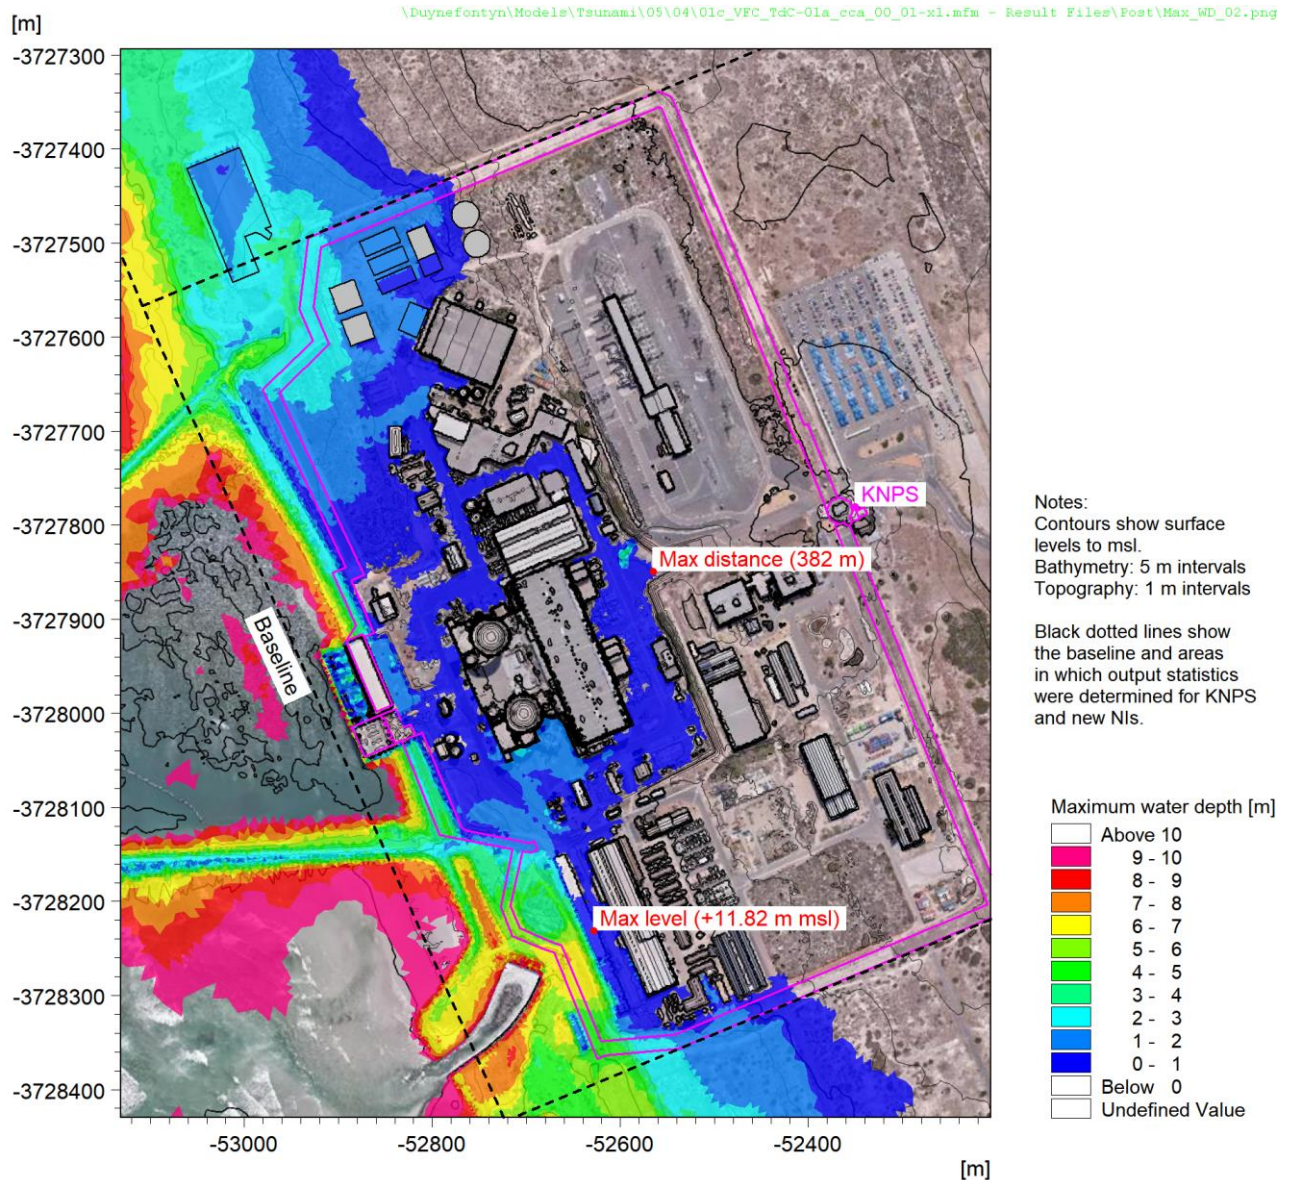 \Duynefontyn\Models\Tsunami\05\04\01c_VFC_TdC-01a_cca_00_01-x1.mfm - Result Files\Post\Max_WD_02.png
[m]
-3727300
-3727400
-3727500
-3727600
-3727700
-3727800
-3727900
-3728000
-3728100
-3728200
-3728300
-3728400
KNPS
Max distance (382 m)
Baseline
Max level (+11.82 m msl)
-53000
-52800
-52600
-52400
[m]
Notes:
Contours show surface
levels to msl.
Bathymetry: 5 m intervals
Topography: 1 m intervals
Black dotted lines show
the baseline and areas
in which output statistics
were determined for KNPS
and new NIs.
Maximum water depth [m]
Above 10
9 - 10
8 - 9
7 - 8
6 - 7
5 - 6
4 - 5
3 - 4
2 - 3
1 - 2
0 - 1
Below 0
Undefined Value